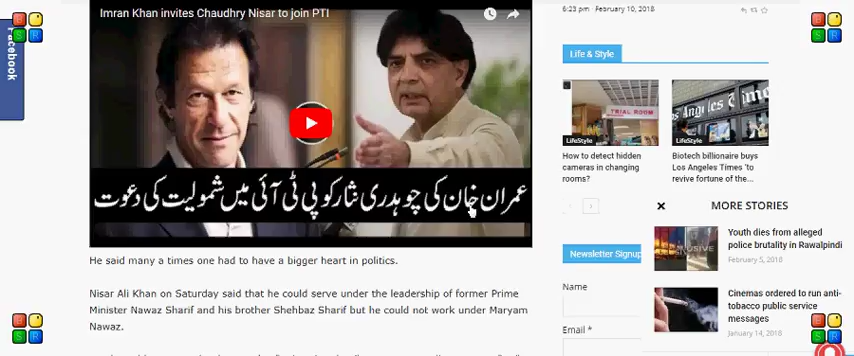 Imran Khan invites Chaudhry Nisar to join PTI
عمران خان کی چوہدری نثار کو پی ٹی آئی میں شمولیت کی دعوت
He said many a times one had to have a bigger heart in politics.
Nisar Ali Khan on Saturday said that he could serve under the leadership of former Prime
Minister Nawaz Sharif and his brother Shehbaz Sharif but he could not work under Maryam
Nawaz.
Facebook
B
S R
B
S R
B
S R
B
S R
6:23 pm February 10, 2018
Life & Style
TRIAL ROOM
LifeStyle
How to detect hidden
cameras in changing
rooms?
Los Angeles Times
LifeStyle
Biotech billionaire buys
Los Angeles Times 'to
revive fortune of the...
Newsletter Signup
Name
Email *
× MORE STORIES
Youth dies from alleged
police brutality in Rawalpindi
February 5, 2018
Cinemas ordered to run anti-
tobacco public service
messages
January 14, 2018